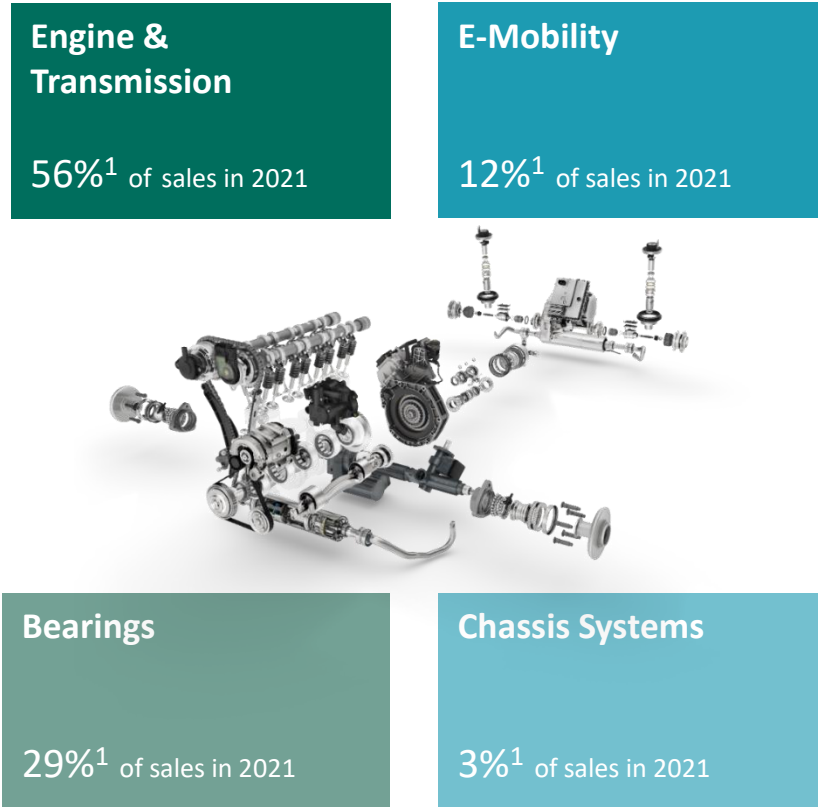 Engine &
Transmission
56%¹ of sales in 2021
E-Mobility
12%¹ of sales in 2021
Bearings
29%¹ of sales in 2021
Chassis Systems
3%¹ of sales in 2021